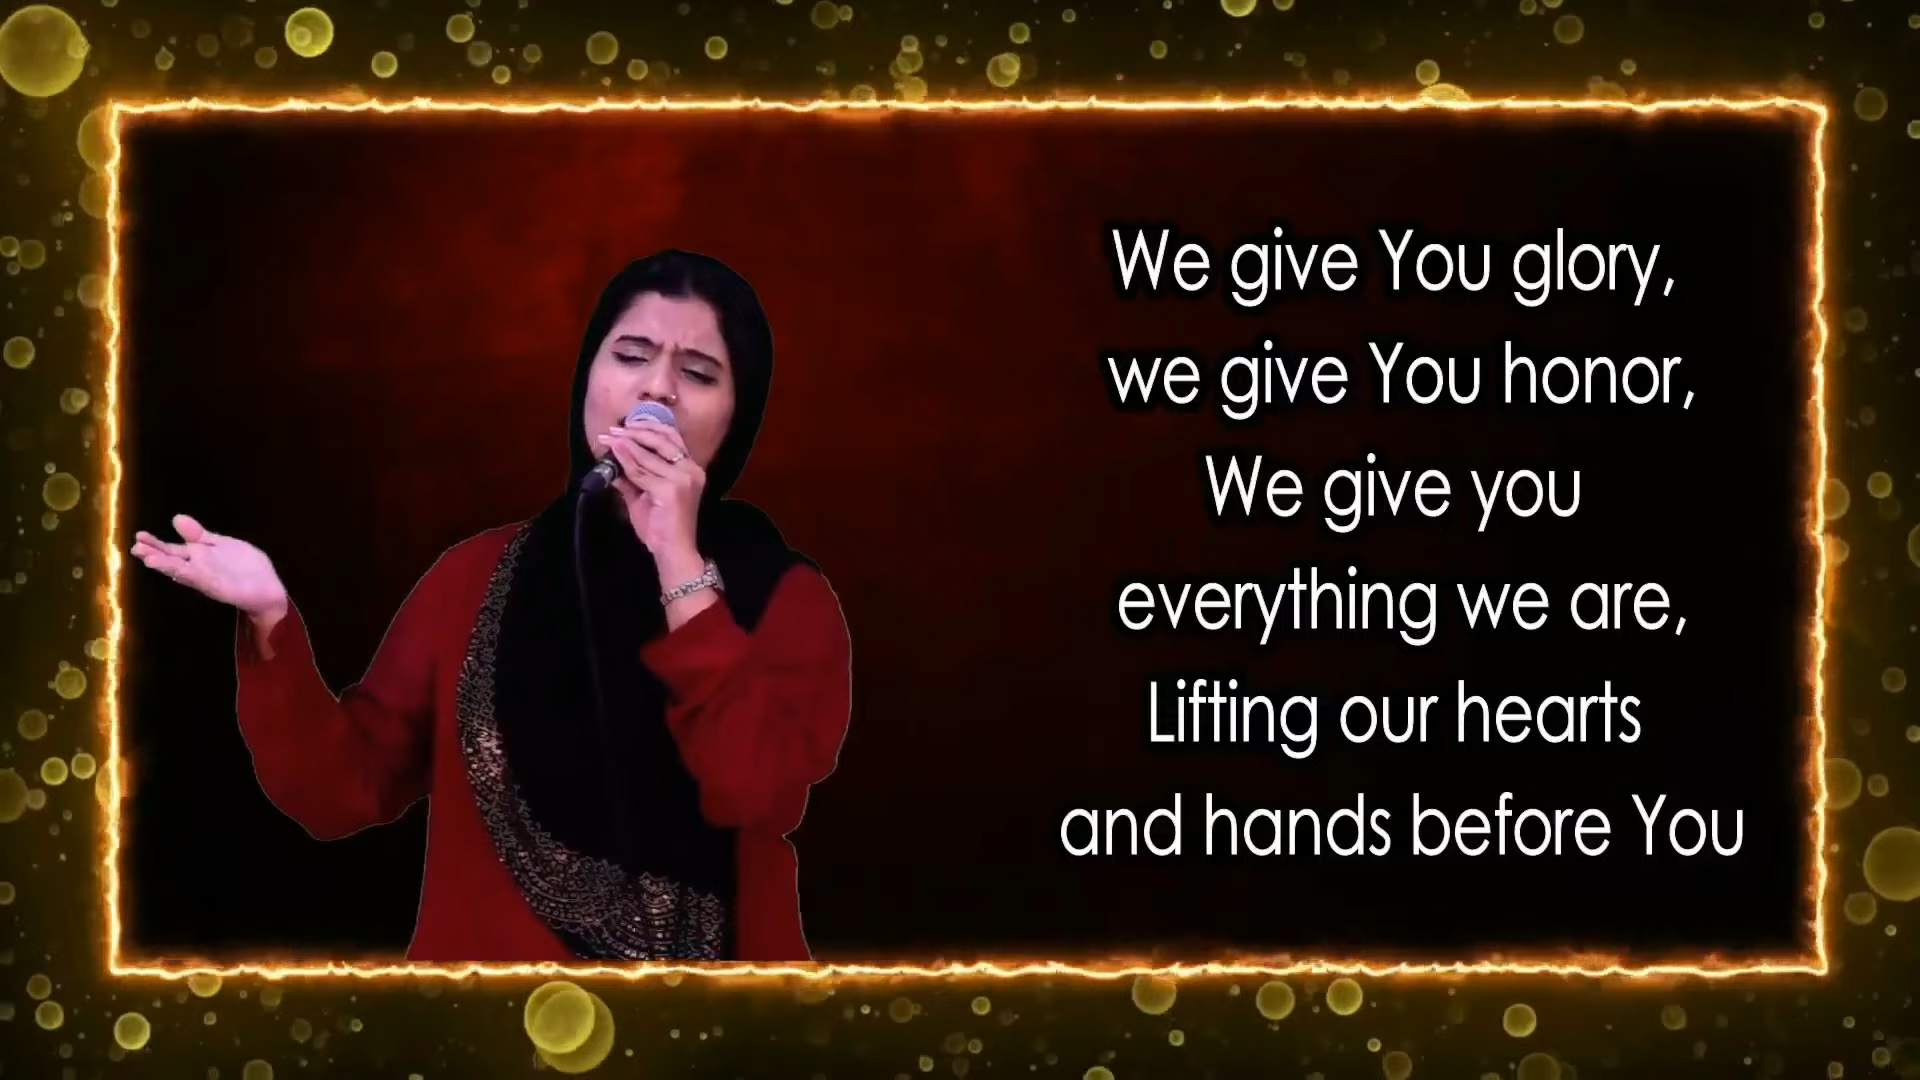 We give You glory,
we give You honor,
We give you
everything we are,
Lifting our hearts
and hands before You